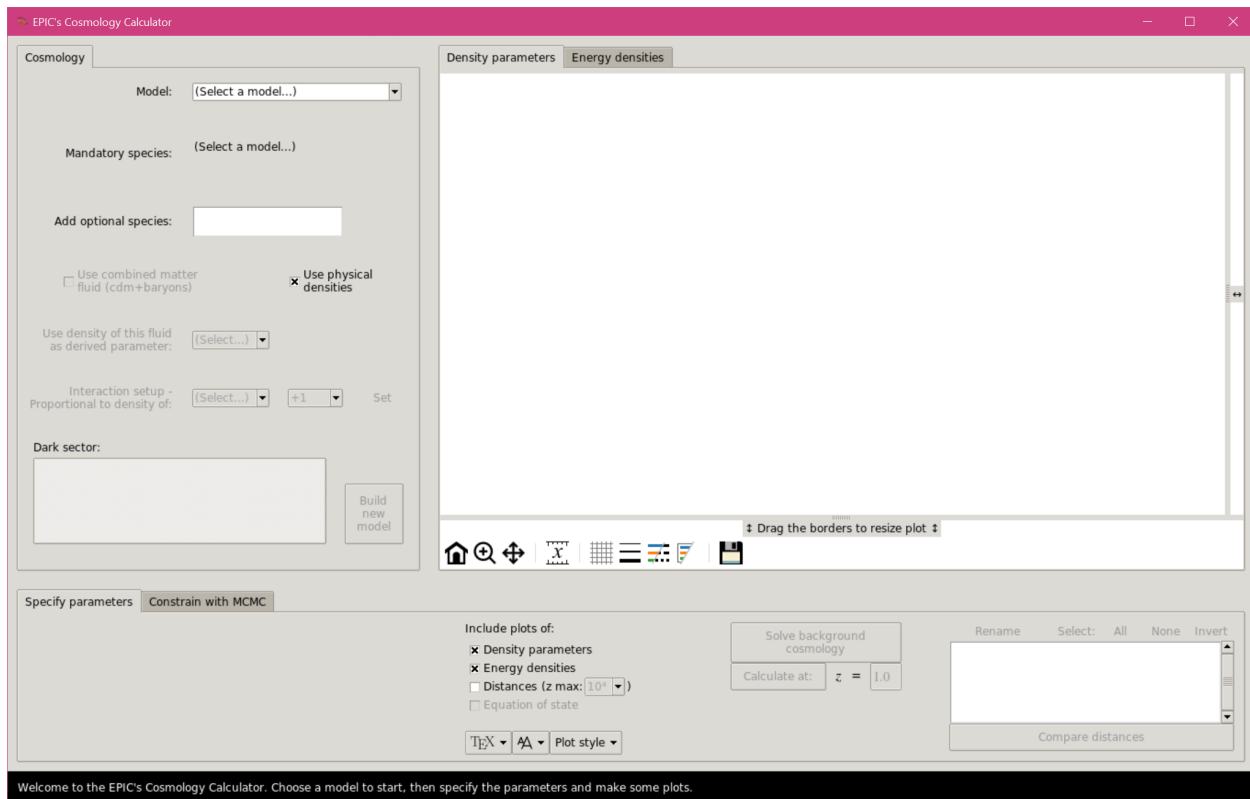 EPIC's Cosmology Calculator
Cosmology
Model: (Select a model...)
Mandatory species: (Select a model...)
Add optional species:
Use combined matter
fluid (cdm+baryons)
Use physical
densities
Use density of this fluid
as derived parameter:
(Select...)
Interaction setup -
Proportional to density of:
(Select...) +1 Set
Dark sector:
Build
new
model
Density parameters Energy densities
↕ Drag the borders to resize plot ↕
x
Specify parameters Constrain with MCMC
Include plots of:
Density parameters
Energy densities
Distances (z max: 10⁴ )
Equation of state
TEX AA Plot style
Solve background
cosmology
Calculate at: z = 1.0
Rename Select: All None Invert
Compare distances
Welcome to the EPIC's Cosmology Calculator. Choose a model to start, then specify the parameters and make some plots.